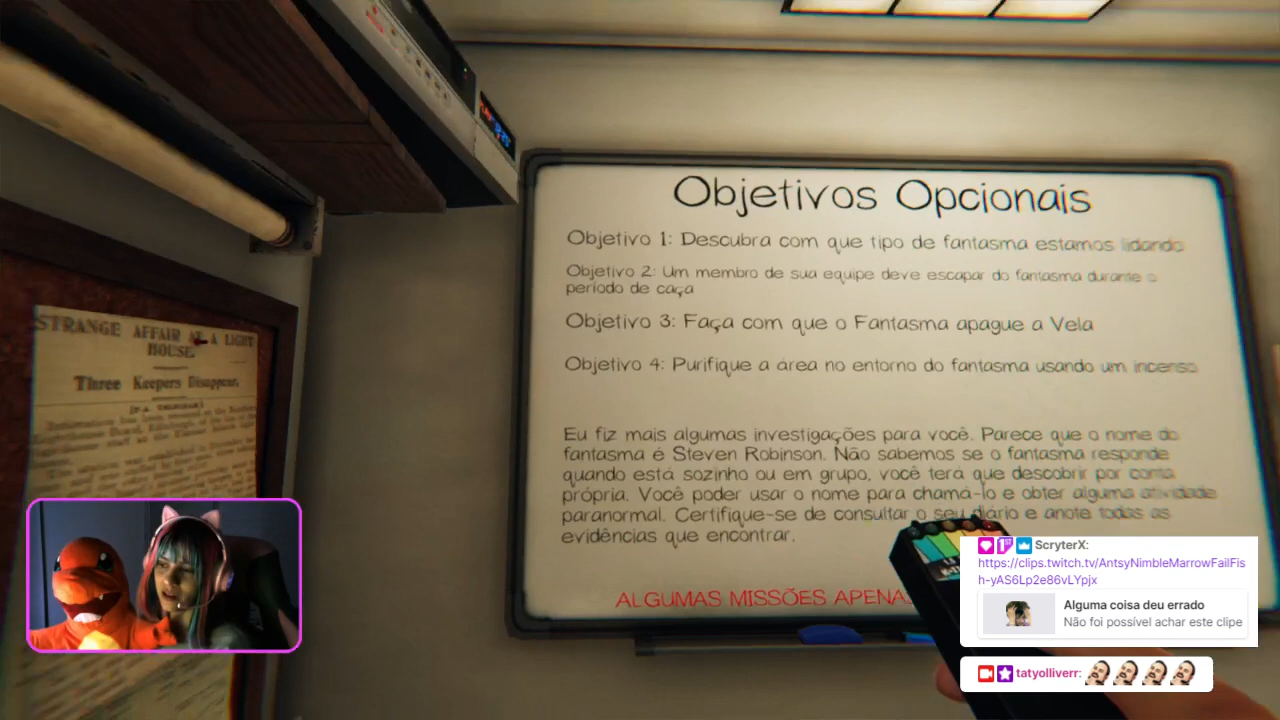 Objetivos Opcionais
Objetivo 1: Descubra com que tipo de fantasma estamos lidando
Objetivo 2: Um membro de sua equipe deve escapar do fantasma durante o
período de caça
Objetivo 3: Faça com que o Fantasma apague a Vela
Objetivo 4: Purifique a área no entorno do fantasma usando um incenso
Eu fiz mais algumas investigações para você. Parece que o nome do
fantasma é Steven Robinson. Não sabemos se o fantasma responde
quando está sozinho ou em grupo, você terá que descobrir por conta
própria. Você poder usar o nome para chamá-lo e obter alguma atividade
paranormal. Certifique-se de consultar o seu diário e anote todas as
evidências que encontrar.
ALGUMAS MISSÕES APENAS
STRANGE AFFAIR AT A LIGHT
HOUSE.
Three Keepers Disappear.
ScryterX:
https://clips.twitch.tv/AntsyNimbleMarrowFailFis
h-yAS6Lp2e86vLYpjx
Alguma coisa deu errado
Não foi possível achar este clipe
tatyolliverr: